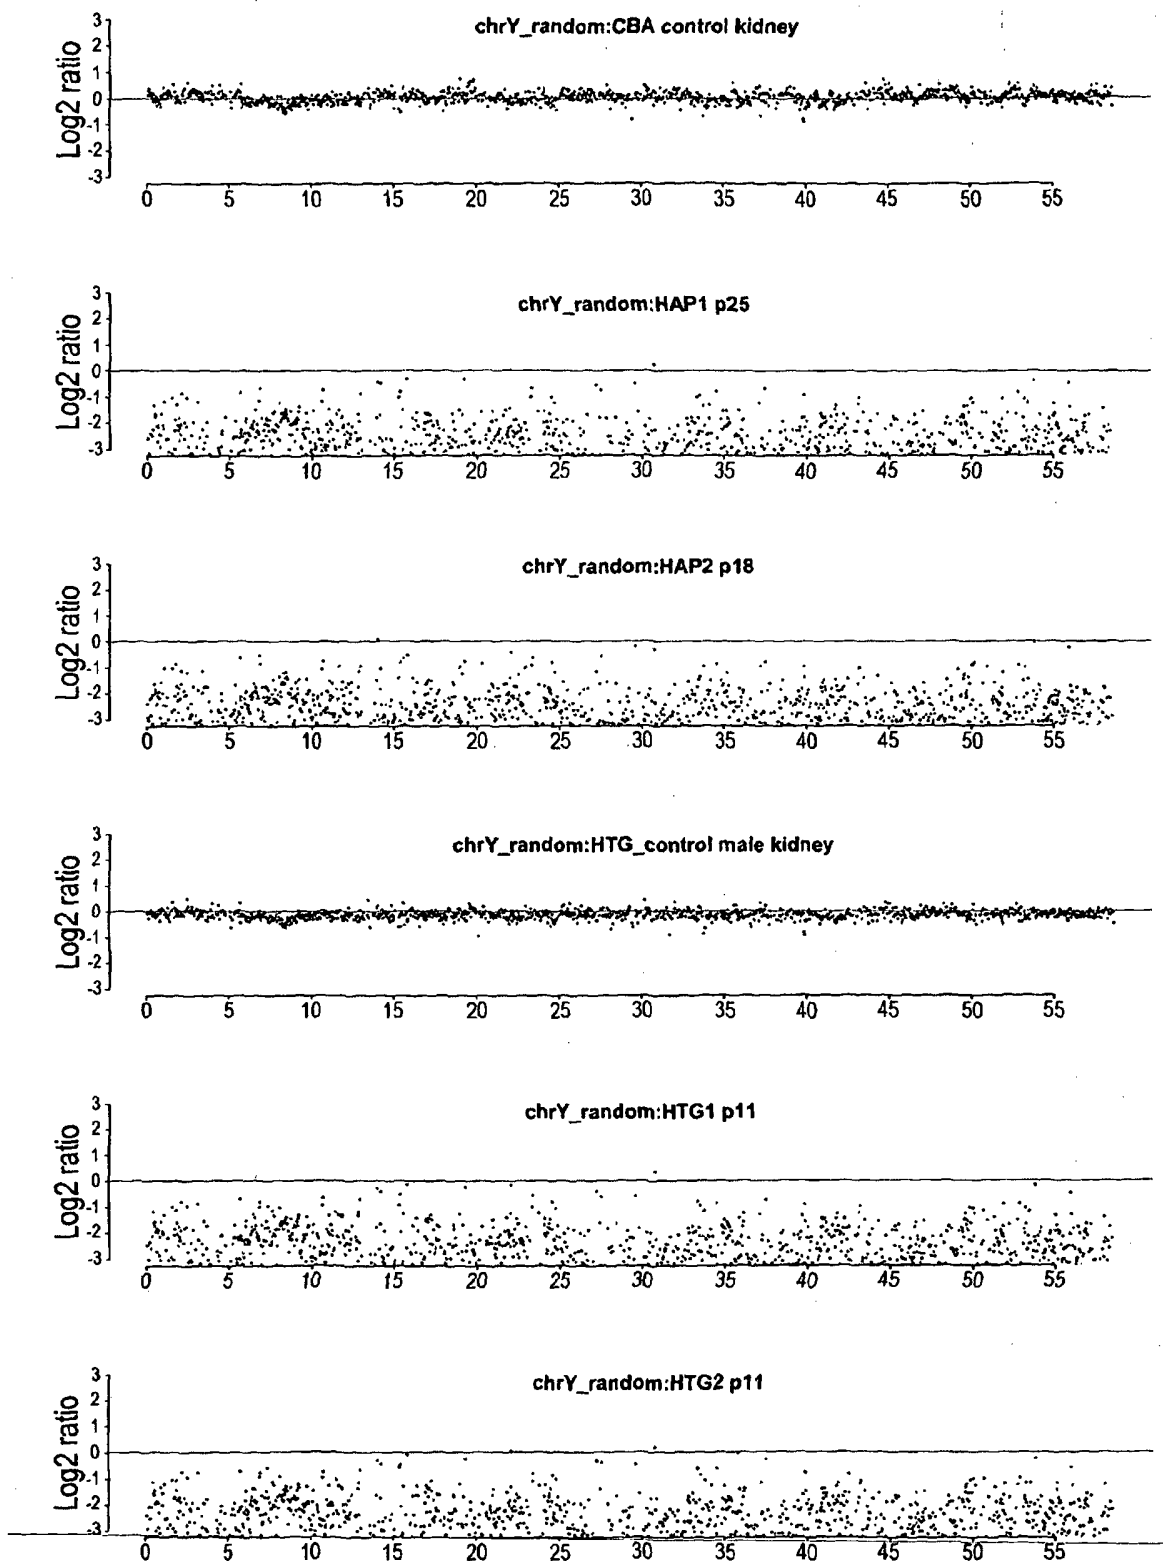 chrY_random:CBA control kidney
Log2 ratio
3
2
1
0
-1
-2
-3
0 5 10 15 20 25 30 35 40 45 50 55
chrY_random:HAP1 p25
Log2 ratio
3
2
1
0
-1
-2
-3
0 5 10 15 20 25 30 35 40 45 50 55
chrY_random:HAP2 p18
Log2 ratio
3
2
1
0
-1
-2
-3
0 5 10 15 20 25 30 35 40 45 50 55
chrY_random:HTG_control male kidney
Log2 ratio
3
2
1
0
-1
-2
-3
0 5 10 15 20 25 30 35 40 45 50 55
chrY_random:HTG1 p11
Log2 ratio
3
2
1
0
-1
-2
-3
0 5 10 15 20 25 30 35 40 45 50 55
chrY_random:HTG2 p11
Log2 ratio
3
2
1
0
-1
-2
-3
0 5 10 15 20 25 30 35 40 45 50 55